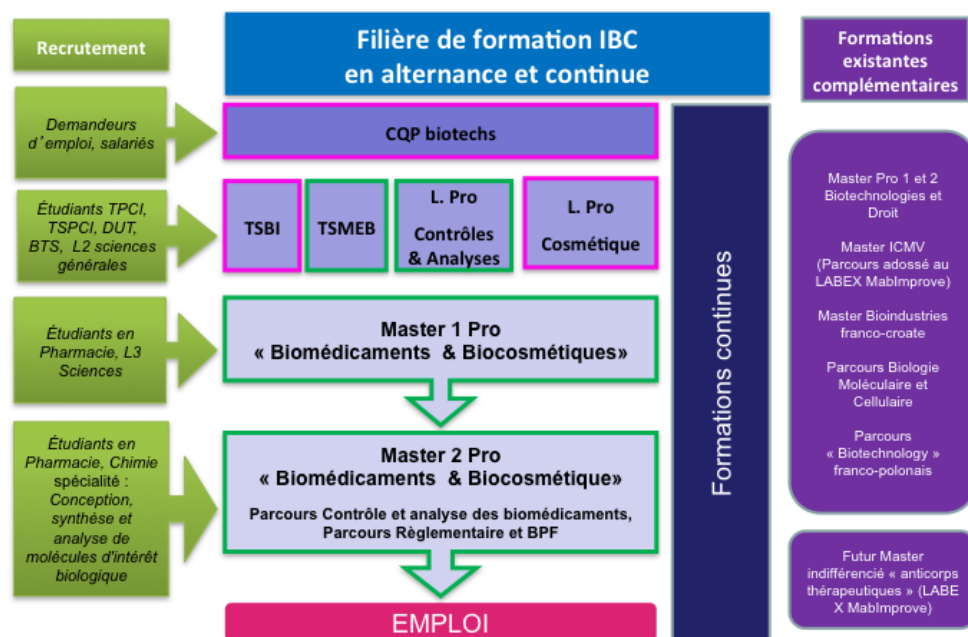 Recrutement
Filière de formation IBC
en alternance et continue
Formations
existantes
complémentaires
Demandeurs
d'emploi, salariés
CQP biotechs
Étudiants TPCI,
TSPCI, DUT,
BTS, L2 sciences
générales
TSBI
TSMEB
L. Pro
Contrôles
& Analyses
L. Pro
Cosmétique
Étudiants en
Pharmacie, L3
Sciences
Master 1 Pro
« Biomédicaments & Biocosmétiques»
Étudiants en
Pharmacie, Chimie
spécialité :
Conception,
synthèse et
analyse de
molécules d'intérêt
biologique
Master 2 Pro
« Biomédicaments & Biocosmétique»
Parcours Contrôle et analyse des biomédicaments,
Parcours Règlementaire et BPF
EMPLOI
Formations continues
Master Pro 1 et 2
Biotechnologies et
Droit
Master ICMV
(Parcours adossé au
LABEX MabImprove)
Master Bioindustries
franco-croate
Parcours Biologie
Moléculaire et
Cellulaire
Parcours
« Biotechnology »
franco-polonais
Futur Master
indifférencié « anticorps
thérapeutiques » (LABE
X MabImprove)